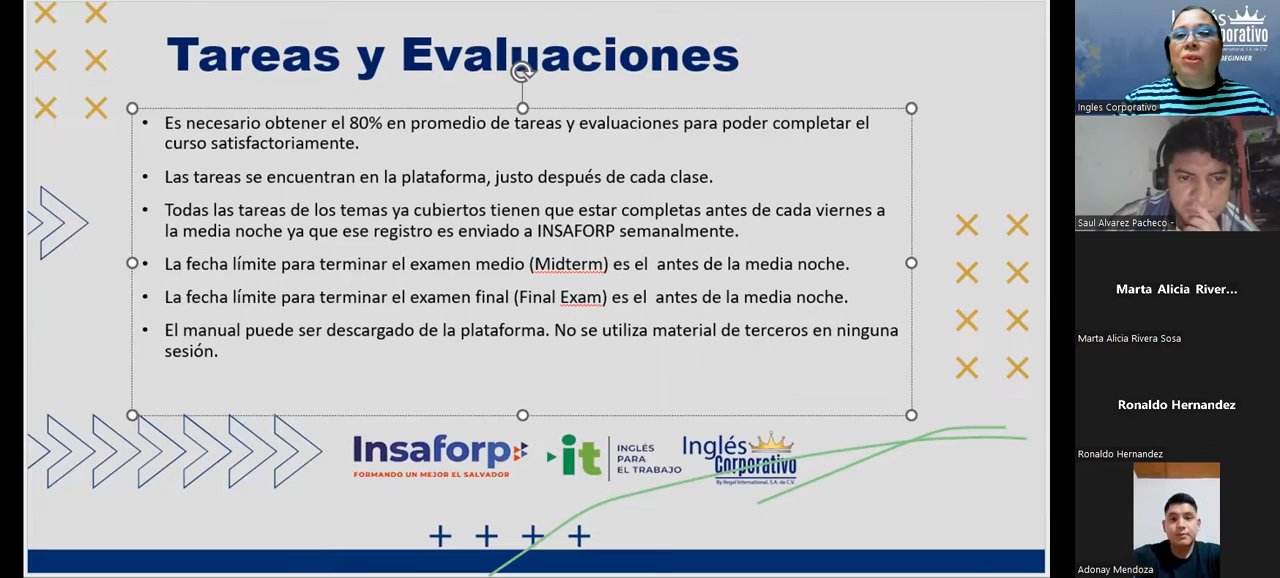 Tareas y Evaluaciones
• Es necesario obtener el 80% en promedio de tareas y evaluaciones para poder completar el
curso satisfactoriamente.
• Las tareas se encuentran en la plataforma, justo después de cada clase.
• Todas las tareas de los temas ya cubiertos tienen que estar completas antes de cada viernes a
la media noche ya que ese registro es enviado a INSAFORP semanalmente.
• La fecha límite para terminar el examen medio (Midterm) es el  antes de la media noche.
• La fecha límite para terminar el examen final (Final Exam) es el  antes de la media noche.
• El manual puede ser descargado de la plataforma. No se utiliza material de terceros en ninguna
sesión.
Insaforp
FORMANDO UN MEJOR EL SALVADOR
it
INGLÉS
PARA
EL TRABAJO
Inglés
Corporativo
By Regal International, S.A. de C.V.
BEGINNER
Ingles Corporativo
Saul Alvarez Pacheco -
Marta Alicia River...
Marta Alicia Rivera Sosa
Ronaldo Hernandez
Ronaldo Hernandez
Adonay Mendoza